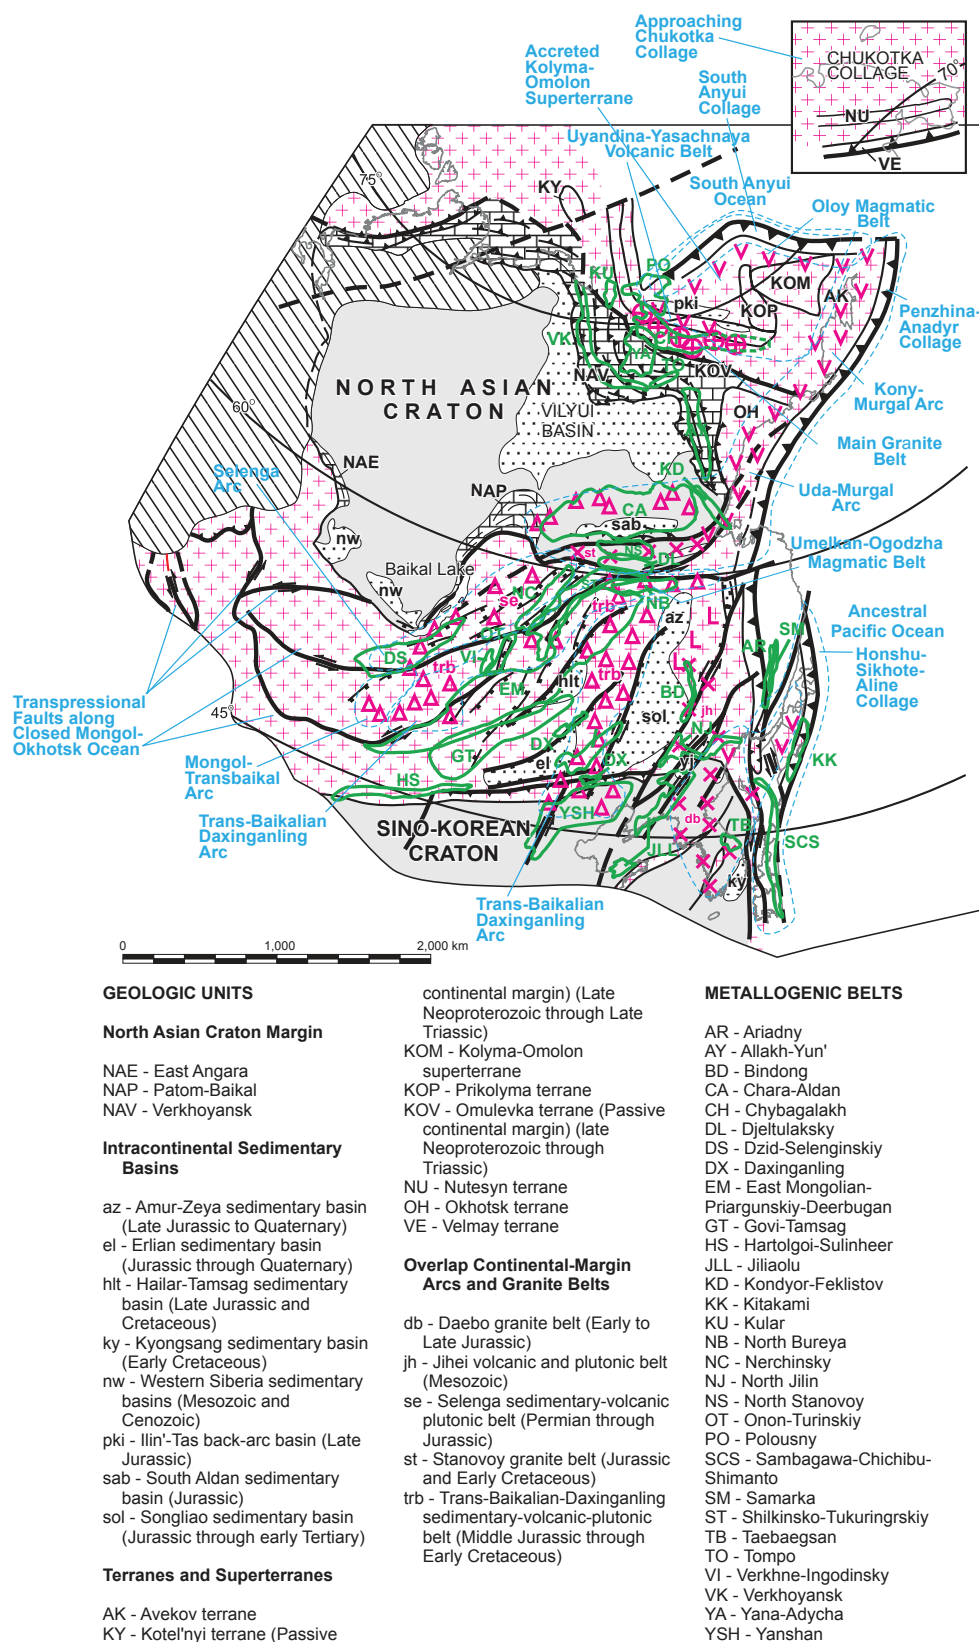 Approaching
Chukotka
Collage
Accreted
Kolyma-
Omolon
Superterrane
South
Anyui
Collage
CHUKOTKA
COLLAGE
70°
NU
VE
Uyandina-Yasachnaya
Volcanic Belt
75°
KY
South Anyui
Ocean
Oloy Magmatic
Belt
KU
PO
pki
KOM
KOP
AK
Penzhina-
Anadyr
Collage
VK
CH
YA
TO
NAV
KOV
NORTH ASIAN
CRATON
VILYUI
BASIN
60°
OH
Kony-
Murgal Arc
Main Granite
Belt
NAE
Selenga
Arc
KD
NAP
CA
sab
Uda-Murgal
Arc
nw
Baikal Lake
st
NS
DL
Umelkan-Ogodzha
Magmatic Belt
nw
NC
se
ST
trb
NB
az
OT
L
L
L
Ancestral
Pacific Ocean
SM
AR
Honshu-
Sikhote-
Aline
Collage
DS
trb
VI
EM
hlt
trb
BD
jh
sol
NJ
Transpressional
Faults along
Closed Mongol-
Okhotsk Ocean
45°
GT
DX
el
DX
yj
KK
Mongol-
Transbaikal
Arc
HS
Trans-Baikalian
Daxinganling
Arc
YSH
SINO-KOREAN
CRATON
db
TB
JLL
SCS
ky
Trans-Baikalian
Daxinganling
Arc
0 1,000 2,000 km
GEOLOGIC UNITS
North Asian Craton Margin
NAE - East Angara
NAP - Patom-Baikal
NAV - Verkhoyansk
Intracontinental Sedimentary
Basins
az - Amur-Zeya sedimentary basin
(Late Jurassic to Quaternary)
el - Erlian sedimentary basin
(Jurassic through Quaternary)
hlt - Hailar-Tamsag sedimentary
basin (Late Jurassic and
Cretaceous)
ky - Kyongsang sedimentary basin
(Early Cretaceous)
nw - Western Siberia sedimentary
basins (Mesozoic and
Cenozoic)
pki - Ilin'-Tas back-arc basin (Late
Jurassic)
sab - South Aldan sedimentary
basin (Jurassic)
sol - Songliao sedimentary basin
(Jurassic through early Tertiary)
Terranes and Superterranes
AK - Avekov terrane
KY - Kotel'nyi terrane (Passive
continental margin) (Late
Neoproterozoic through Late
Triassic)
KOM - Kolyma-Omolon
superterrane
KOP - Prikolyma terrane
KOV - Omulevka terrane (Passive
continental margin) (late
Neoproterozoic through
Triassic)
NU - Nutesyn terrane
OH - Okhotsk terrane
VE - Velmay terrane
Overlap Continental-Margin
Arcs and Granite Belts
db - Daebo granite belt (Early to
Late Jurassic)
jh - Jihei volcanic and plutonic belt
(Mesozoic)
se - Selenga sedimentary-volcanic
plutonic belt (Permian through
Jurassic)
st - Stanovoy granite belt (Jurassic
and Early Cretaceous)
trb - Trans-Baikalian-Daxinganling
sedimentary-volcanic-plutonic
belt (Middle Jurassic through
Early Cretaceous)
METALLOGENIC BELTS
AR - Ariadny
AY - Allakh-Yun'
BD - Bindong
CA - Chara-Aldan
CH - Chybagalakh
DL - Djeltulaksky
DS - Dzid-Selenginskiy
DX - Daxinganling
EM - East Mongolian-
Priargunskiy-Deerbugan
GT - Govi-Tamsag
HS - Hartolgoi-Sulinheer
JLL - Jiliaolu
KD - Kondyor-Feklistov
KK - Kitakami
KU - Kular
NB - North Bureya
NC - Nerchinsky
NJ - North Jilin
NS - North Stanovoy
OT - Onon-Turinskiy
PO - Polousny
SCS - Sambagawa-Chichibu-
Shimanto
SM - Samarka
ST - Shilkinsko-Tukuringrskiy
TB - Taebaegsan
TO - Tompo
VI - Verkhne-Ingodinsky
VK - Verkhoyansk
YA - Yana-Adycha
YSH - Yanshan